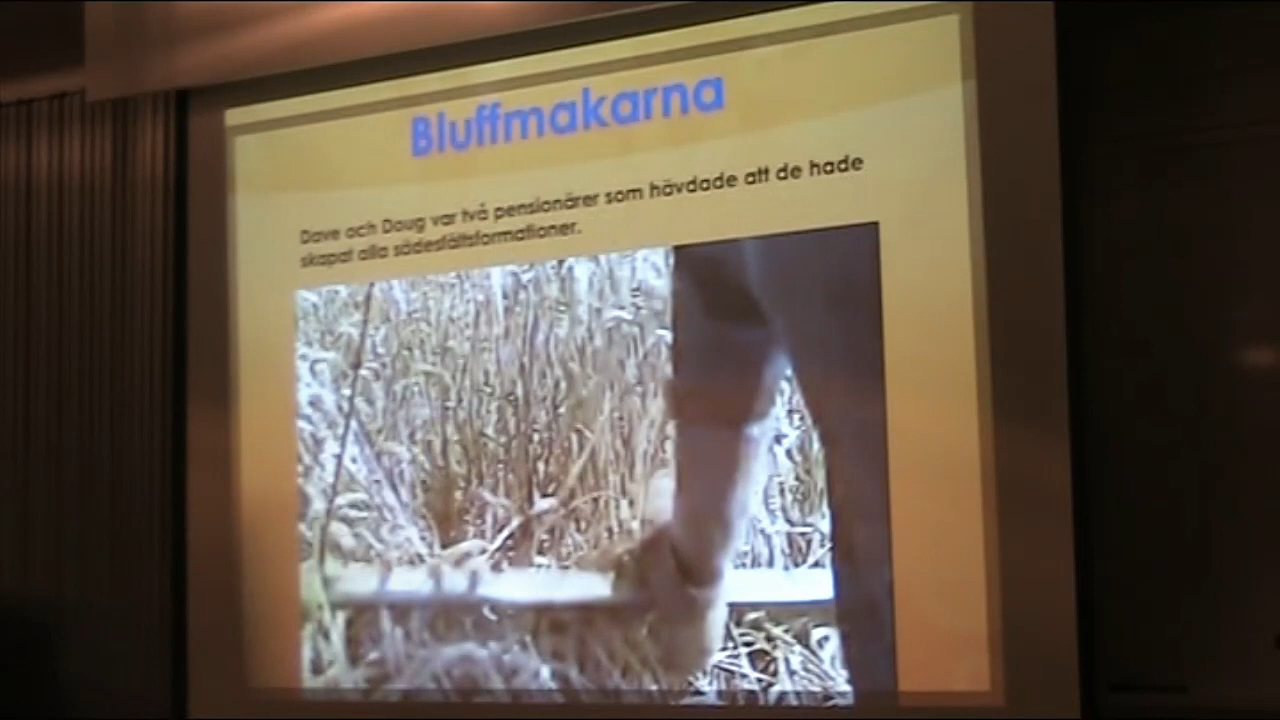 Bluffmakarna
Dave och Doug var två pensionärer som hävdade att de hade
skapat alla sädesfältsformationer.